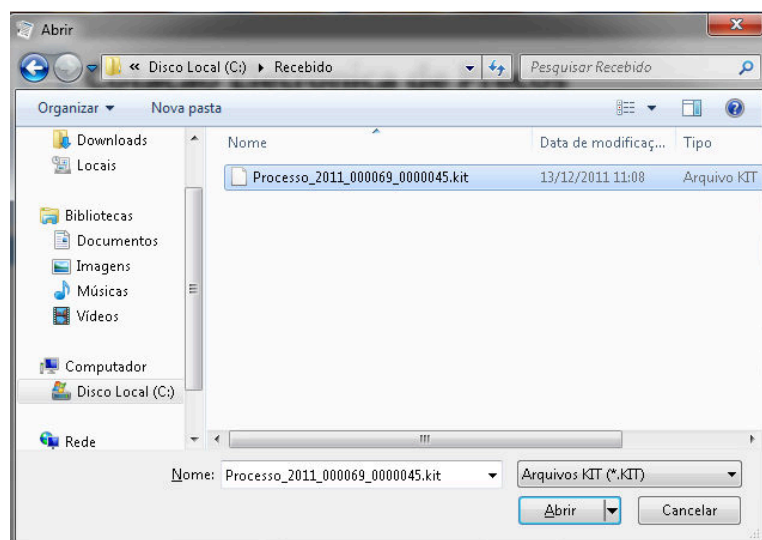 Abrir
« Disco Local (C:) ▸ Recebido
Pesquisar Recebido
Organizar
Nova pasta
Nome
Data de modificaç...
Tipo
Downloads
Locais
Bibliotecas
Documentos
Imagens
Músicas
Vídeos
Computador
Disco Local (C:)
Rede
Processo_2011_000069_0000045.kit
13/12/2011 11:08
Arquivo KIT
Nome: Processo_2011_000069_0000045.kit
Arquivos KIT (*.KIT)
Abrir
Cancelar